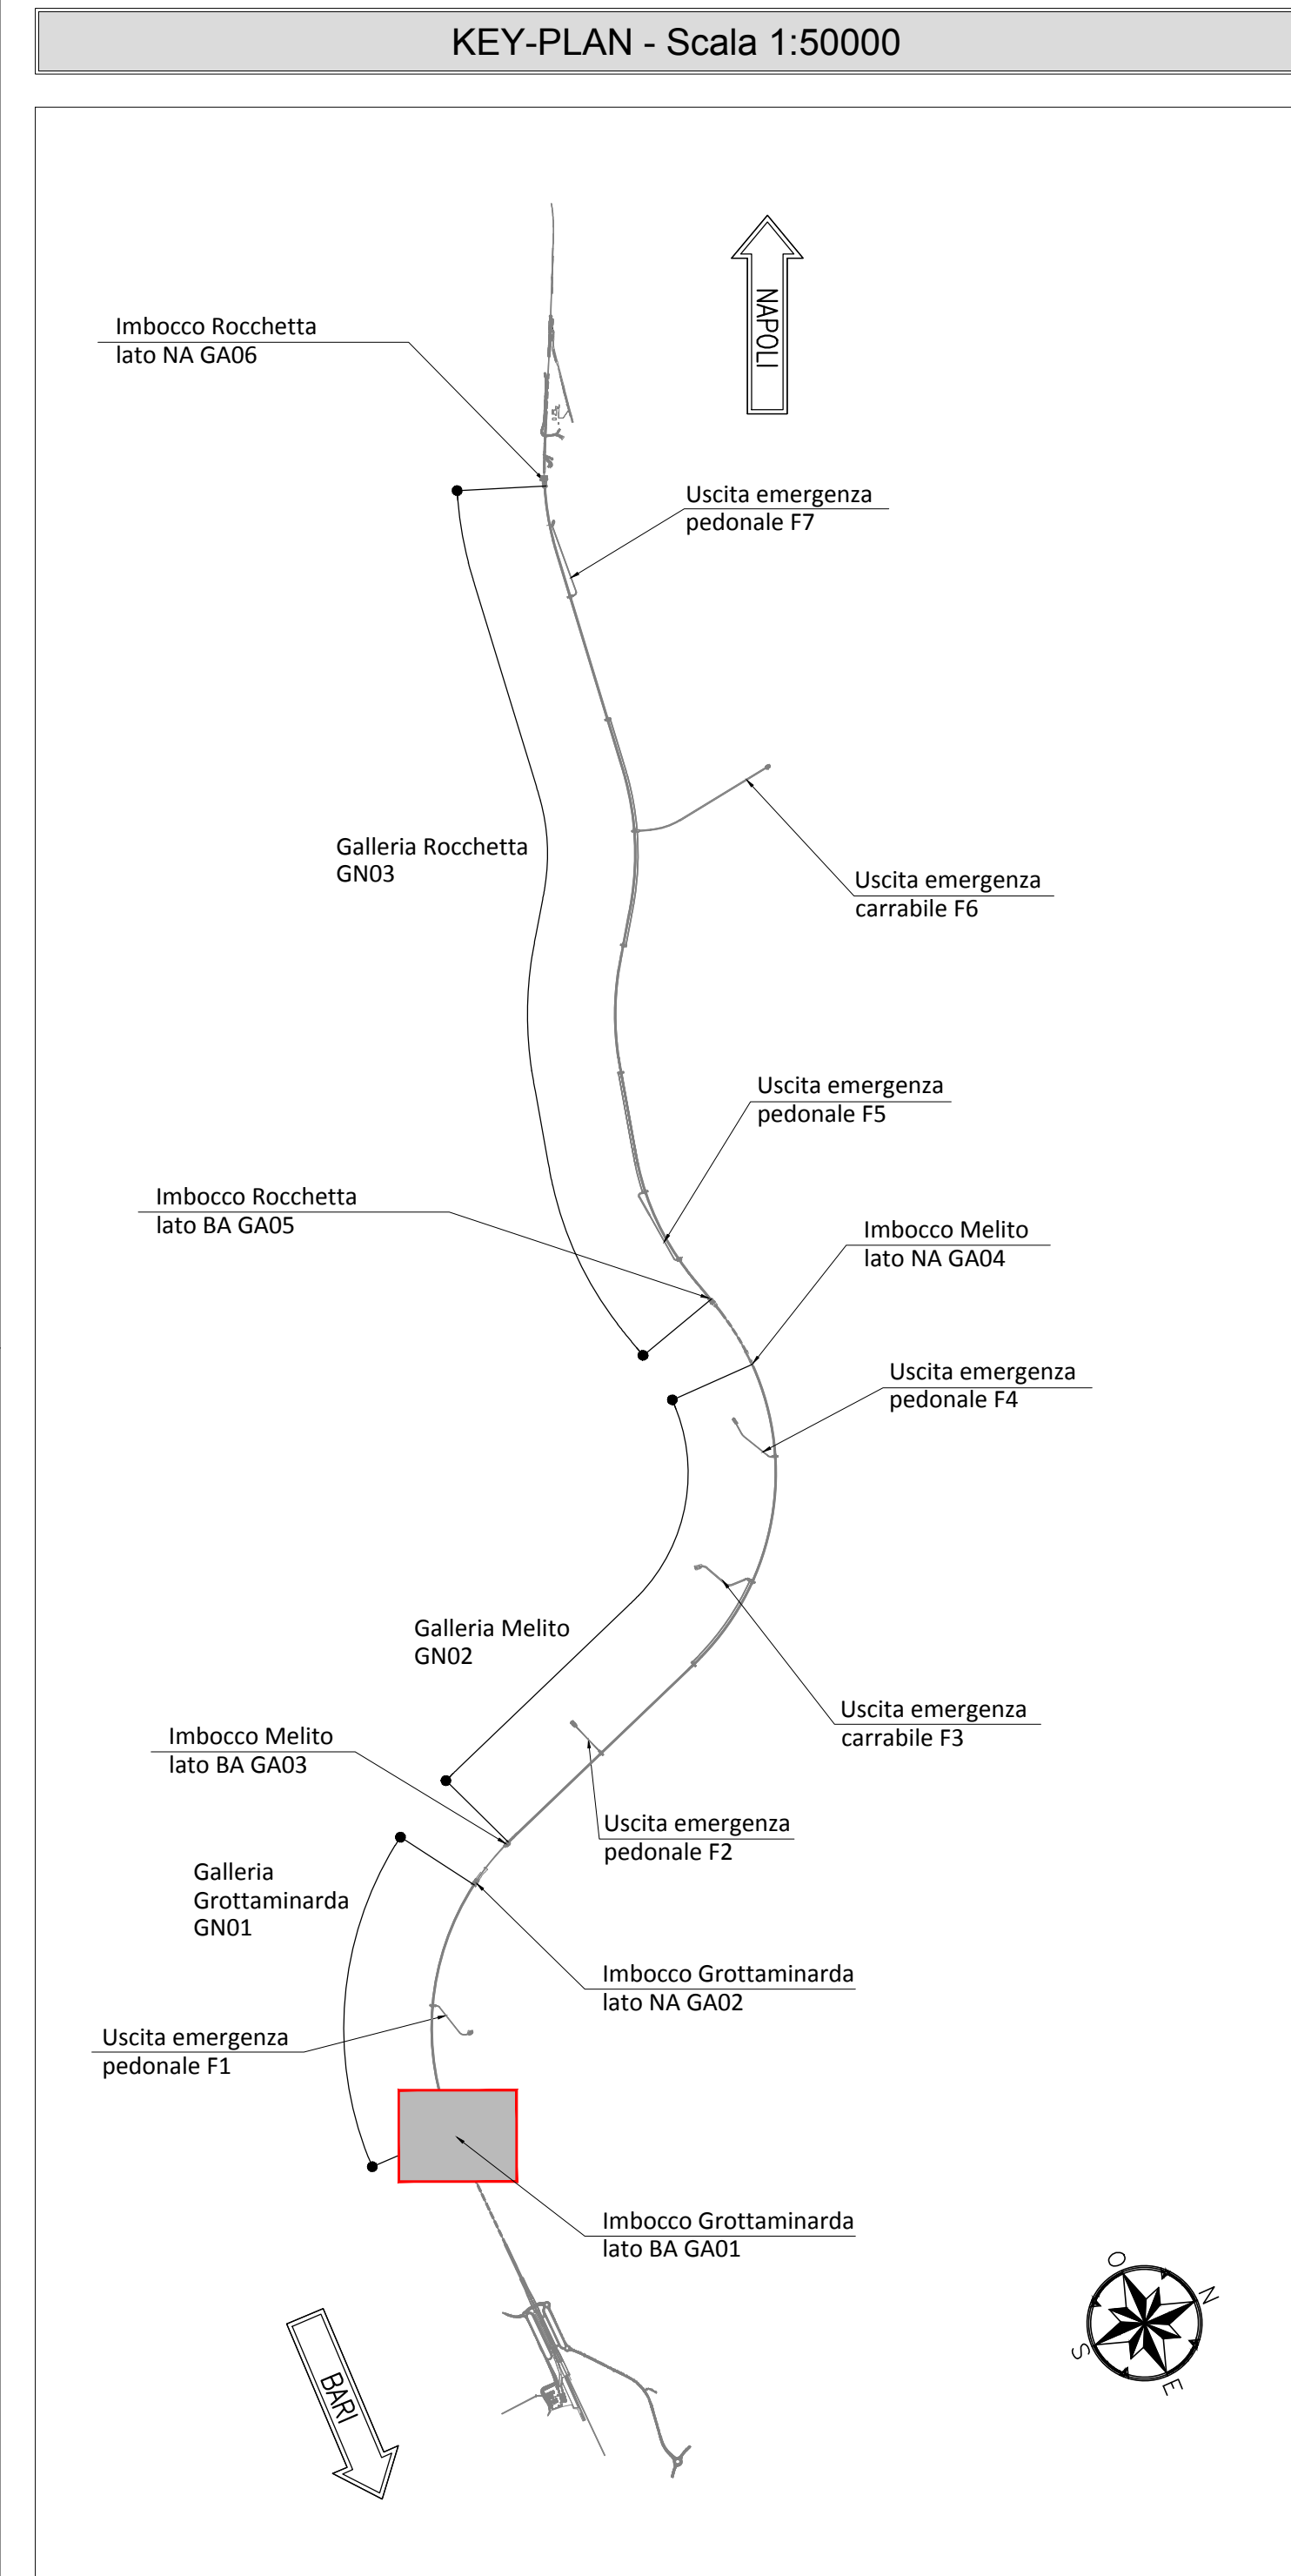 KEY-PLAN - Scala 1:50000
NAPOLI
Imbocco Rocchetta
lato NA GA06
Uscita emergenza
pedonale F7
Galleria Rocchetta
GN03
Uscita emergenza
carrabile F6
Uscita emergenza
pedonale F5
Imbocco Rocchetta
lato BA GA05
Imbocco Melito
lato NA GA04
Uscita emergenza
pedonale F4
Galleria Melito
GN02
Uscita emergenza
carrabile F3
Imbocco Melito
lato BA GA03
Uscita emergenza
pedonale F2
Galleria
Grottaminarda
GN01
Imbocco Grottaminarda
lato NA GA02
Uscita emergenza
pedonale F1
Imbocco Grottaminarda
lato BA GA01
O
N
S
E
BARI